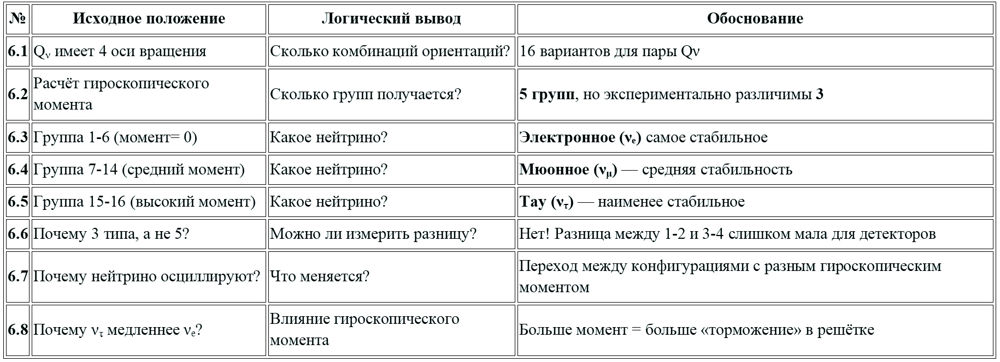 № Исходное положение Логический вывод Обоснование
6.1 Qᵥ имеет 4 оси вращения Сколько комбинаций ориентаций? 16 вариантов для пары Qν
6.2 Расчёт гироскопического момента Сколько групп получается? 5 групп, но экспериментально различимы 3
6.3 Группа 1-6 (момент= 0) Какое нейтрино? Электронное (νₑ) самое стабильное
6.4 Группа 7-14 (средний момент) Какое нейтрино? Мюонное (νμ) — средняя стабильность
6.5 Группа 15-16 (высокий момент) Какое нейтрино? Тау (ντ) — наименее стабильное
6.6 Почему 3 типа, а не 5? Можно ли измерить разницу? Нет! Разница между 1-2 и 3-4 слишком мала для детекторов
6.7 Почему нейтрино осциллируют? Что меняется? Переход между конфигурациями с разным гироскопическим моментом
6.8 Почему ντ медленнее νₑ? Влияние гироскопического момента Больше момент = больше «торможение» в решётке